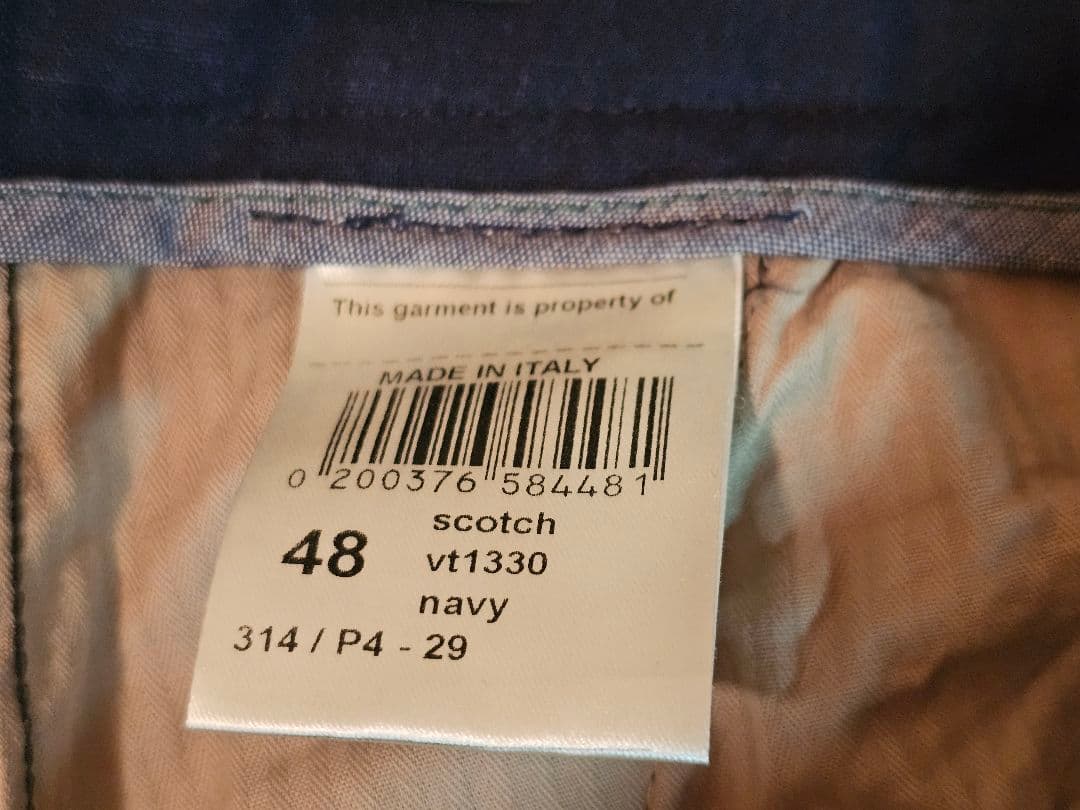 This garment is property of
MADE IN ITALY
0 200376 584481
scotch
48 vt1330
navy
314 / P4 - 29